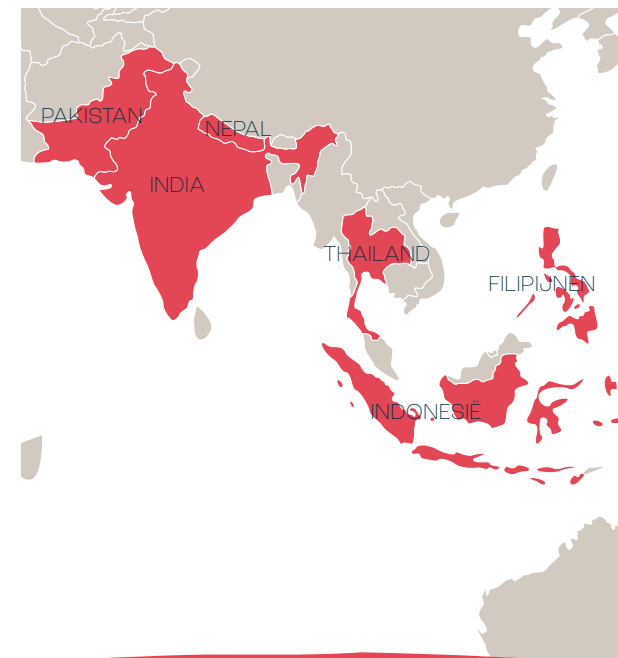 PAKISTAN
NEPAL
INDIA
THAILAND
FILIPIJNEN
INDONESIË